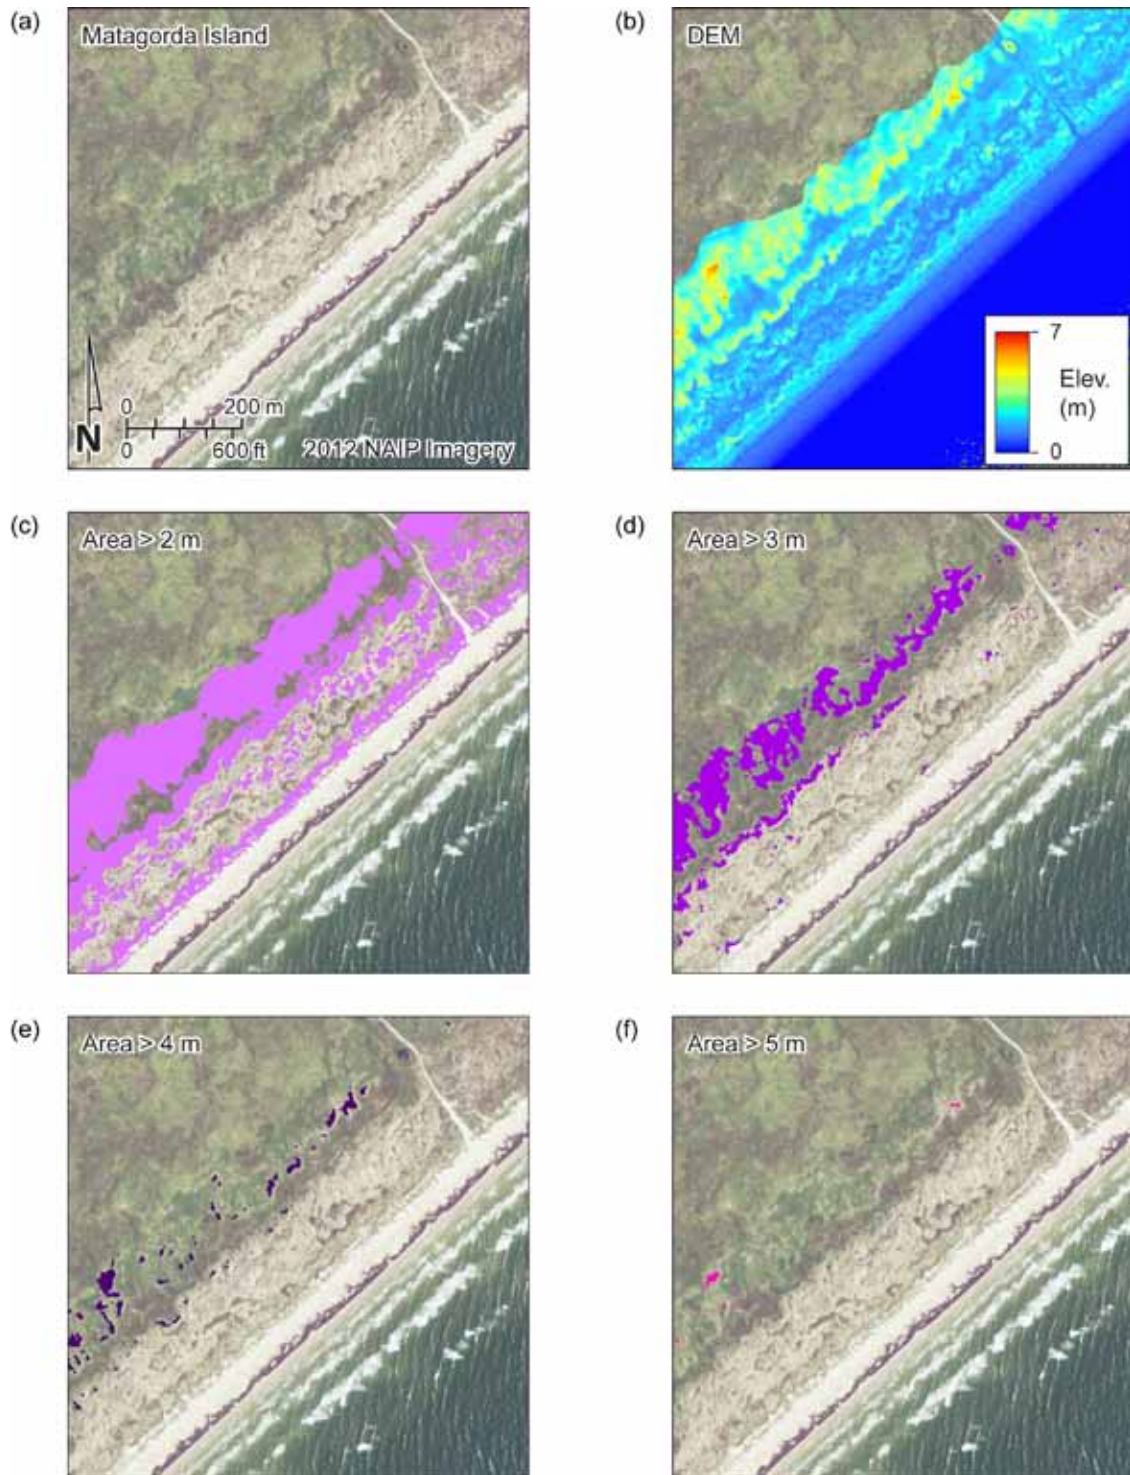 (a)
Matagorda Island
0 200 m
0 600 ft
N
2012 NAIP Imagery
(b)
DEM
7
Elev.
(m)
0
(c)
Area > 2 m
(d)
Area > 3 m
(e)
Area > 4 m
(f)
Area > 5 m